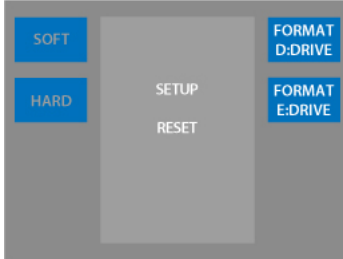 SOFT
HARD
SETUP
RESET
FORMAT
D:DRIVE
FORMAT
E:DRIVE